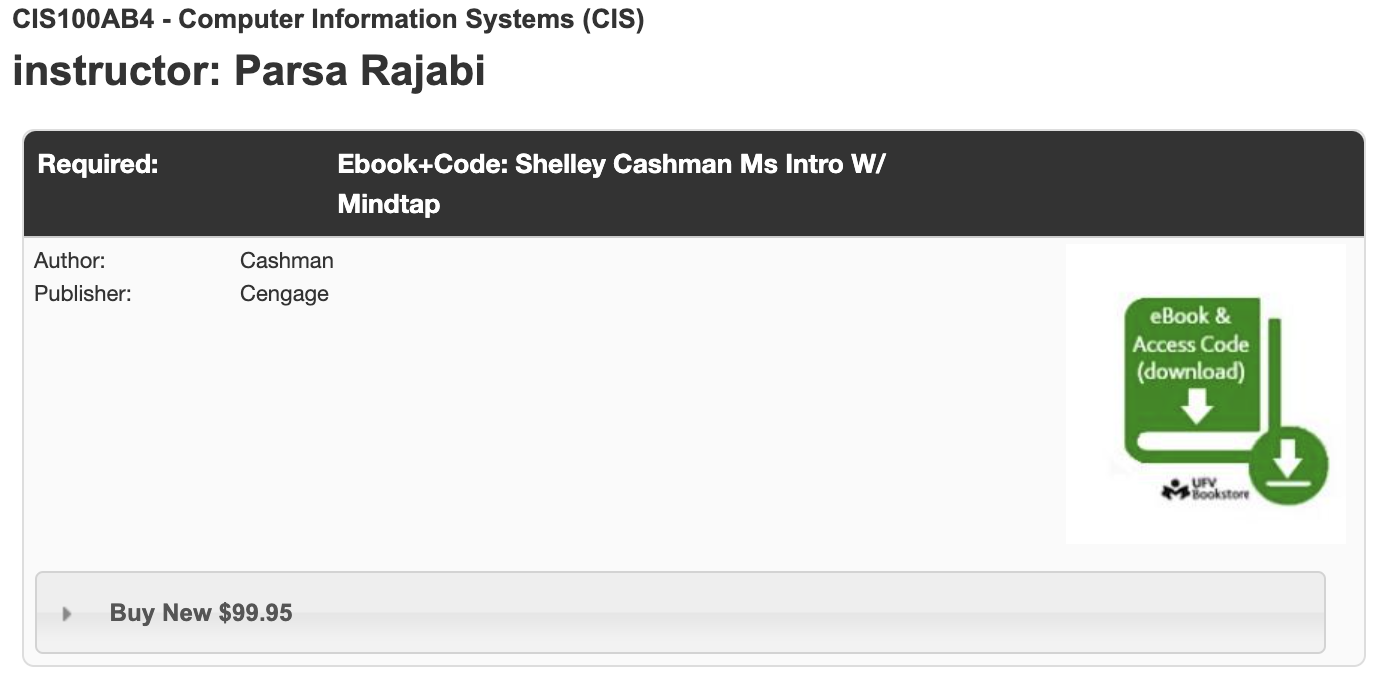 CIS100AB4 - Computer Information Systems (CIS)
instructor: Parsa Rajabi
Required: Ebook+Code: Shelley Cashman Ms Intro W/
Mindtap
Author: Cashman
Publisher: Cengage
eBook &
Access Code
(download)
UFV
Bookstore
Buy New $99.95